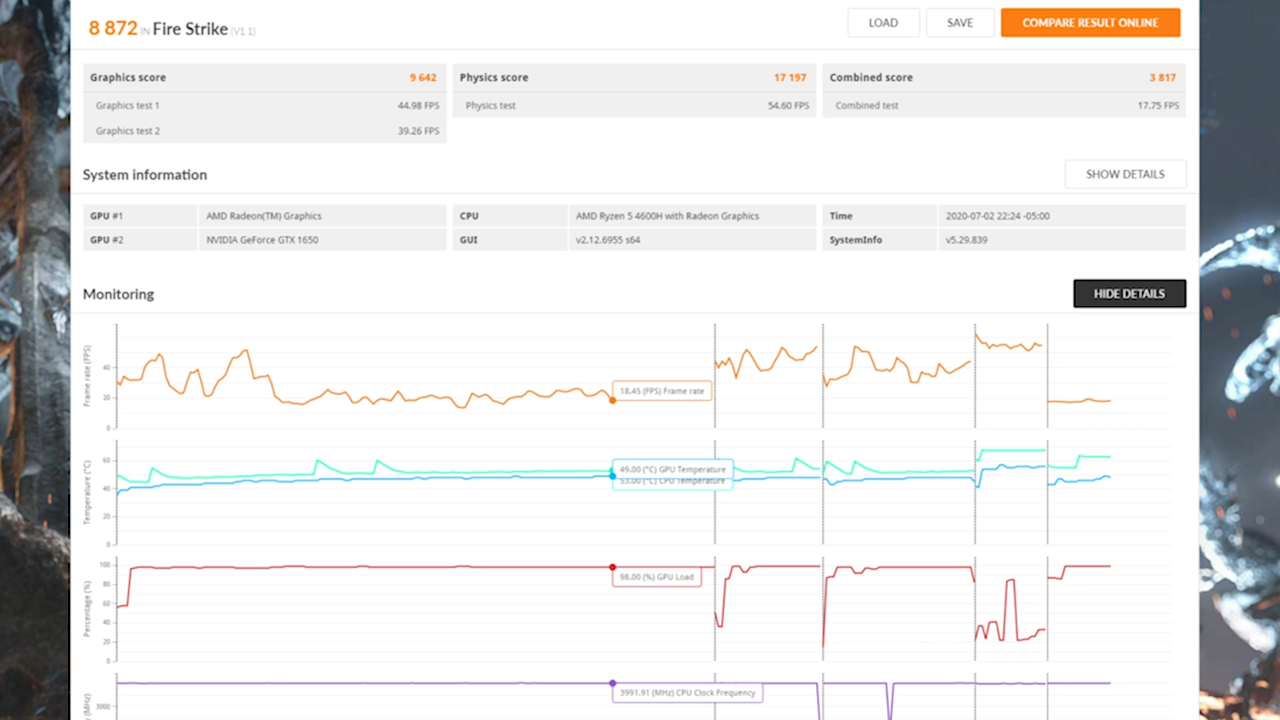 8 872 IN Fire Strike (V1.1)
LOAD
SAVE
COMPARE RESULT ONLINE
Graphics score 9 642
Graphics test 1 44.98 FPS
Graphics test 2 39.26 FPS
Physics score 17 197
Physics test 54.60 FPS
Combined score 3 817
Combined test 17.75 FPS
System information
SHOW DETAILS
GPU #1 AMD Radeon(TM) Graphics
GPU #2 NVIDIA GeForce GTX 1650
CPU AMD Ryzen 5 4600H with Radeon Graphics
GUI v2.12.6955 s64
Time 2020-07-02 22:24 -05:00
SystemInfo v5.29.839
Monitoring
HIDE DETAILS
Frame rate (FPS)
40
20
0
18.45 (FPS) Frame rate
Temperature (°C)
60
40
20
0
49.00 (°C) GPU Temperature
53.00 (°C) CPU Temperature
Percentage (%)
100
80
60
40
20
0
98.00 (%) GPU Load
(MHz)
3000
3991.91 (MHz) CPU Clock Frequency